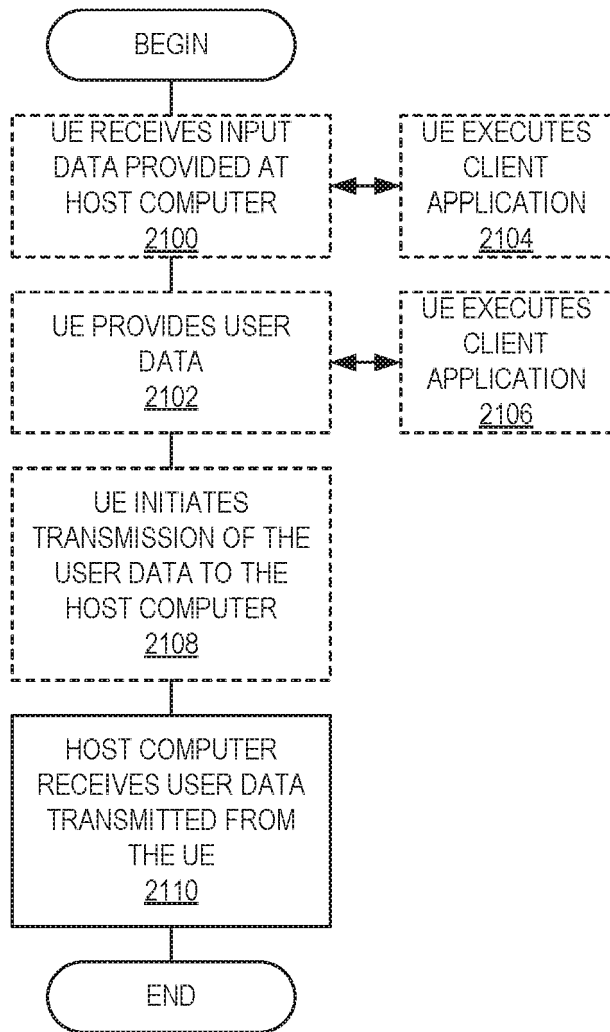 BEGIN
UE RECEIVES INPUT
DATA PROVIDED AT
HOST COMPUTER
2100
UE EXECUTES
CLIENT
APPLICATION
2104
UE PROVIDES USER
DATA
2102
UE EXECUTES
CLIENT
APPLICATION
2106
UE INITIATES
TRANSMISSION OF THE
USER DATA TO THE
HOST COMPUTER
2108
HOST COMPUTER
RECEIVES USER DATA
TRANSMITTED FROM
THE UE
2110
END